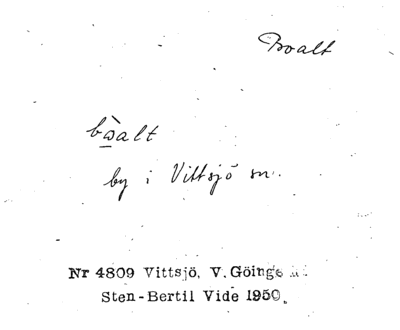 Boalt
bòalt
by i Vittsjö sn.
Nr 4809 Vittsjö, V. Göinge
Sten-Bertil Vide 1950.